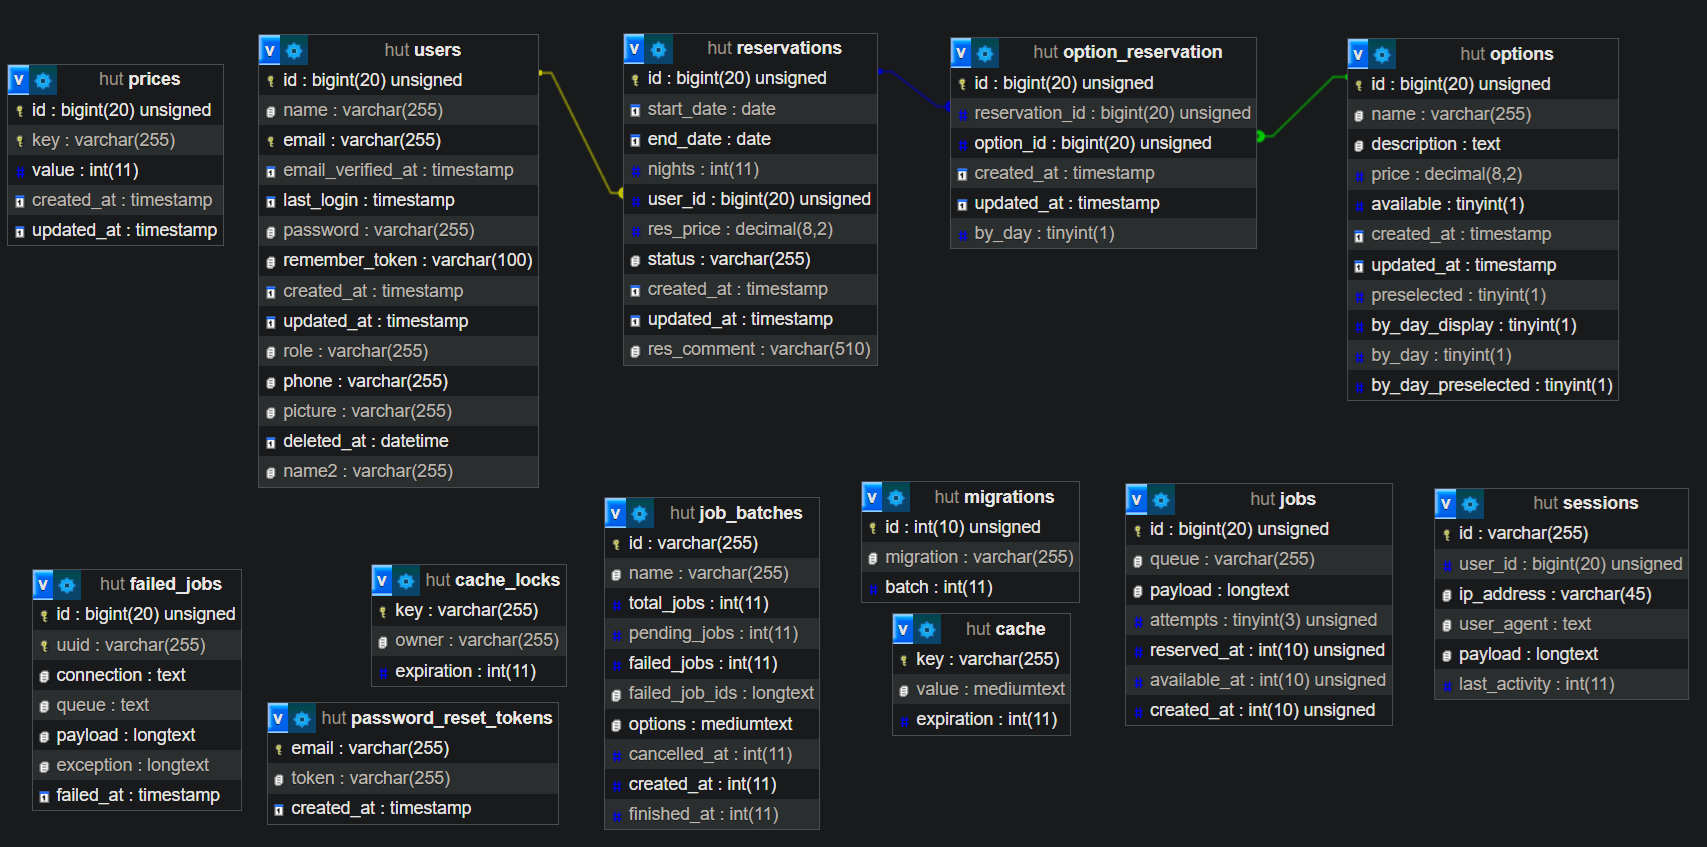 v hut prices
id : bigint(20) unsigned
key : varchar(255)
value : int(11)
created_at : timestamp
updated_at : timestamp
v hut users
id : bigint(20) unsigned
name : varchar(255)
email : varchar(255)
email_verified_at : timestamp
last_login : timestamp
password : varchar(255)
remember_token : varchar(100)
created_at : timestamp
updated_at : timestamp
role : varchar(255)
phone : varchar(255)
picture : varchar(255)
deleted_at : datetime
name2 : varchar(255)
v hut reservations
id : bigint(20) unsigned
start_date : date
end_date : date
# nights : int(11)
# user_id : bigint(20) unsigned
# res_price : decimal(8,2)
status : varchar(255)
created_at : timestamp
updated_at : timestamp
res_comment : varchar(510)
v hut option_reservation
id : bigint(20) unsigned
# reservation_id : bigint(20) unsigned
# option_id : bigint(20) unsigned
created_at : timestamp
updated_at : timestamp
# by_day : tinyint(1)
v hut options
id : bigint(20) unsigned
name : varchar(255)
description : text
# price : decimal(8,2)
# available : tinyint(1)
created_at : timestamp
updated_at : timestamp
# preselected : tinyint(1)
# by_day_display : tinyint(1)
# by_day : tinyint(1)
# by_day_preselected : tinyint(1)
v hut failed_jobs
id : bigint(20) unsigned
uuid : varchar(255)
connection : text
queue : text
payload : longtext
exception : longtext
failed_at : timestamp
v hut cache_locks
key : varchar(255)
owner : varchar(255)
# expiration : int(11)
v hut password_reset_tokens
email : varchar(255)
token : varchar(255)
created_at : timestamp
v hut job_batches
id : varchar(255)
name : varchar(255)
# total_jobs : int(11)
# pending_jobs : int(11)
# failed_jobs : int(11)
failed_job_ids : longtext
options : mediumtext
# cancelled_at : int(11)
# created_at : int(11)
# finished_at : int(11)
v hut migrations
id : int(10) unsigned
migration : varchar(255)
# batch : int(11)
v hut cache
key : varchar(255)
value : mediumtext
# expiration : int(11)
v hut jobs
id : bigint(20) unsigned
queue : varchar(255)
payload : longtext
# attempts : tinyint(3) unsigned
# reserved_at : int(10) unsigned
# available_at : int(10) unsigned
# created_at : int(10) unsigned
v hut sessions
id : varchar(255)
# user_id : bigint(20) unsigned
ip_address : varchar(45)
user_agent : text
payload : longtext
# last_activity : int(11)